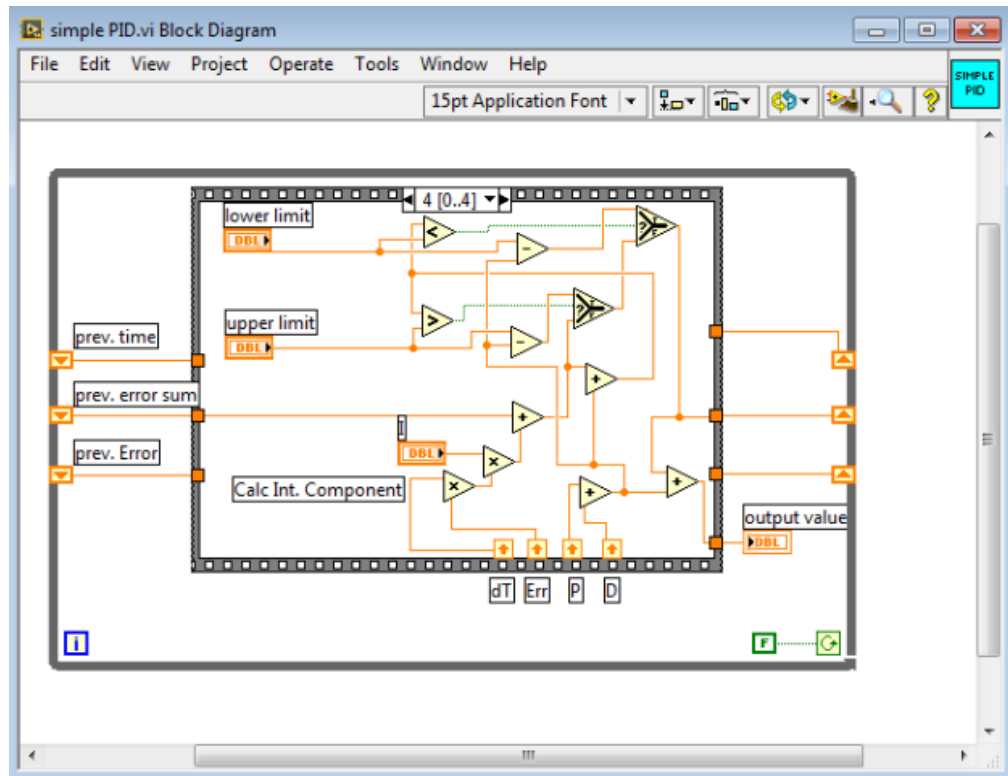 simple PID.vi Block Diagram
File Edit View Project Operate Tools Window Help
SIMPLE
PID
15pt Application Font
?
4 [0..4]
lower limit
DBL
<
-
?
upper limit
DBL
>
-
?
prev. time
prev. error sum
+
+
I
DBL
x
prev. Error
Calc Int. Component
x
+
+
output value
DBL
dT Err P D
i
F